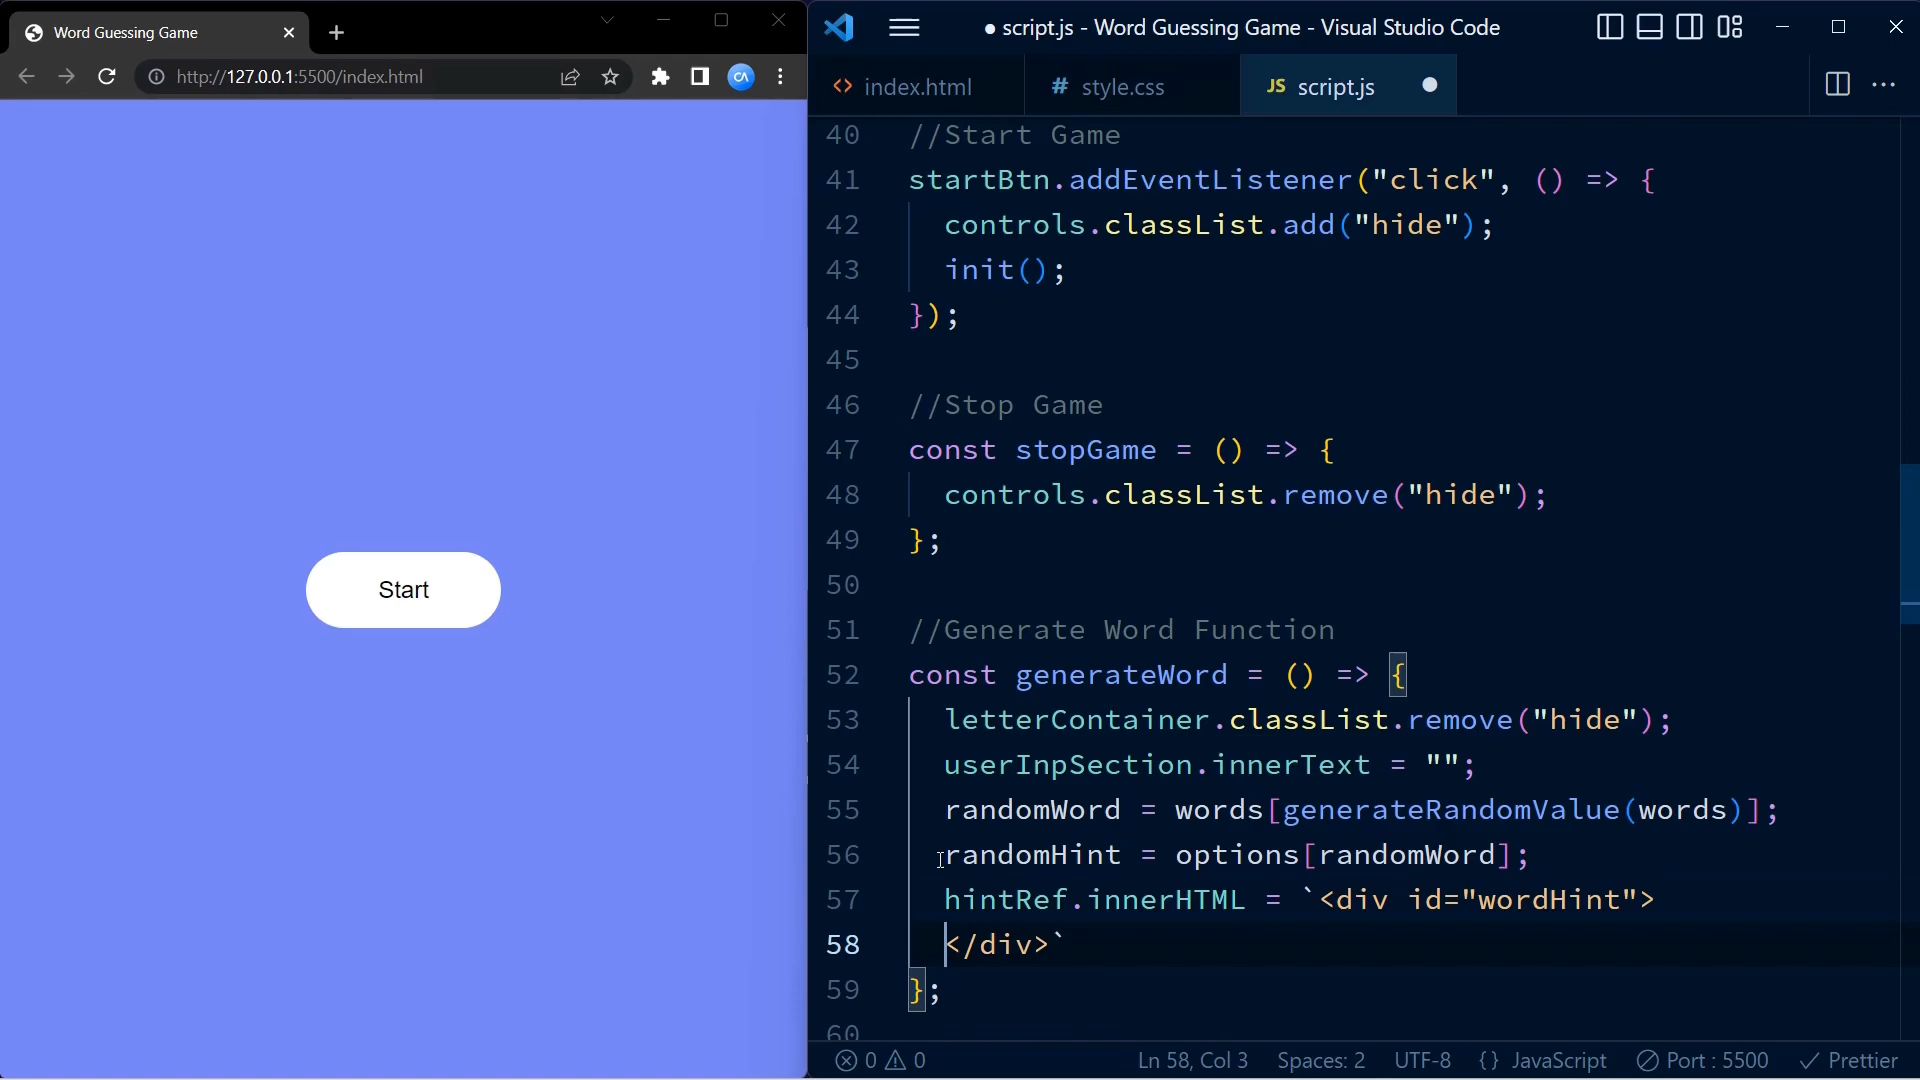 Word Guessing Game
http://127.0.0.1:5500/index.html
Start
● script.js - Word Guessing Game - Visual Studio Code
<> index.html
# style.css
JS script.js
40 //Start Game
41 startBtn.addEventListener("click", () => {
42 controls.classList.add("hide");
43 init();
44 });
45
46 //Stop Game
47 const stopGame = () => {
48 controls.classList.remove("hide");
49 };
50
51 //Generate Word Function
52 const generateWord = () => {
53 letterContainer.classList.remove("hide");
54 userInpSection.innerText = "";
55 randomWord = words[generateRandomValue(words)];
56 randomHint = options[randomWord];
57 hintRef.innerHTML = `<div id="wordHint">
58 </div>`
59 };
60
0 0 Ln 58, Col 3 Spaces: 2 UTF-8 {} JavaScript Port : 5500 Prettier